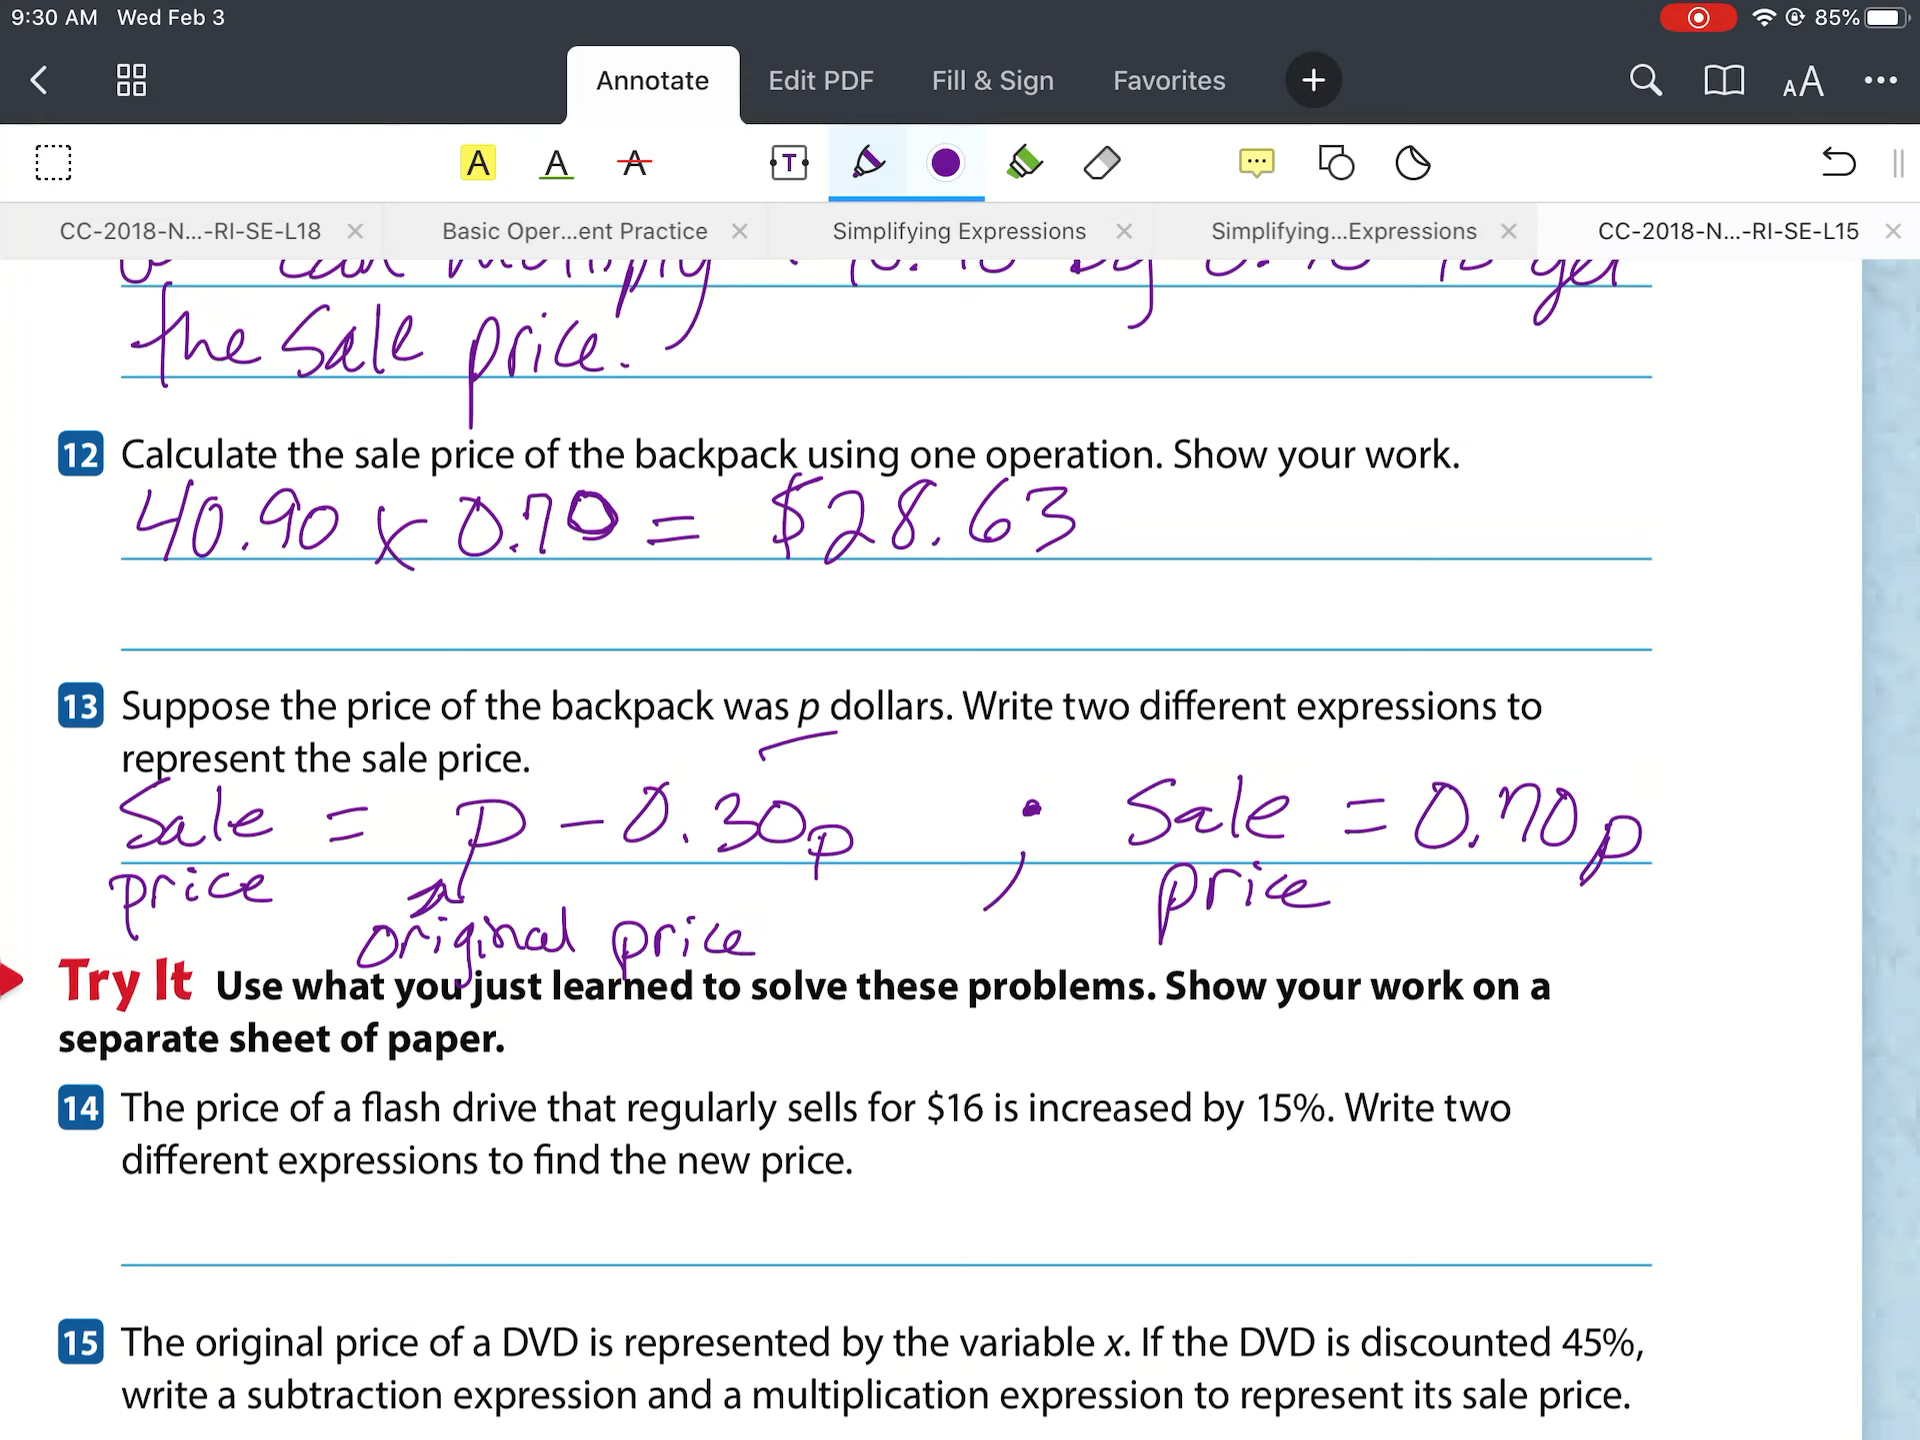 9:30 AM Wed Feb 3
85%
Annotate Edit PDF Fill & Sign Favorites
AA
A A A T
CC-2018-N...-RI-SE-L18 Basic Oper...ent Practice Simplifying Expressions Simplifying...Expressions CC-2018-N...-RI-SE-L15
can multiply by to get
the Sale price.
12 Calculate the sale price of the backpack using one operation. Show your work.
40.90 x 0.70 = $28.63
13 Suppose the price of the backpack was p dollars. Write two different expressions to
represent the sale price.
Sale = p - 0.30p ; Sale = 0.70p
price price
original price
Try It Use what you just learned to solve these problems. Show your work on a
separate sheet of paper.
14 The price of a flash drive that regularly sells for $16 is increased by 15%. Write two
different expressions to find the new price.
15 The original price of a DVD is represented by the variable x. If the DVD is discounted 45%,
write a subtraction expression and a multiplication expression to represent its sale price.